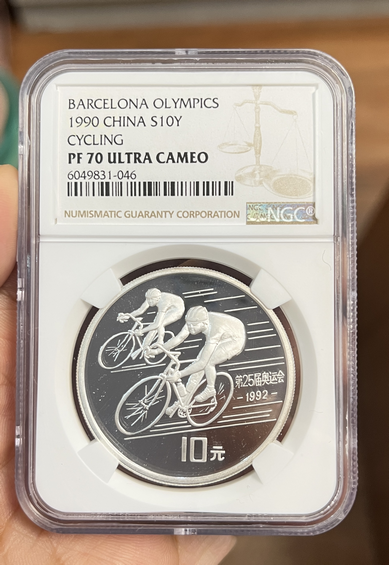 BARCELONA OLYMPICS
1990 CHINA S10Y
CYCLING
PF 70 ULTRA CAMEO
6049831-046
NUMISMATIC GUARANTY CORPORATION
NGC®
第25届奥运会
-1992-
10元